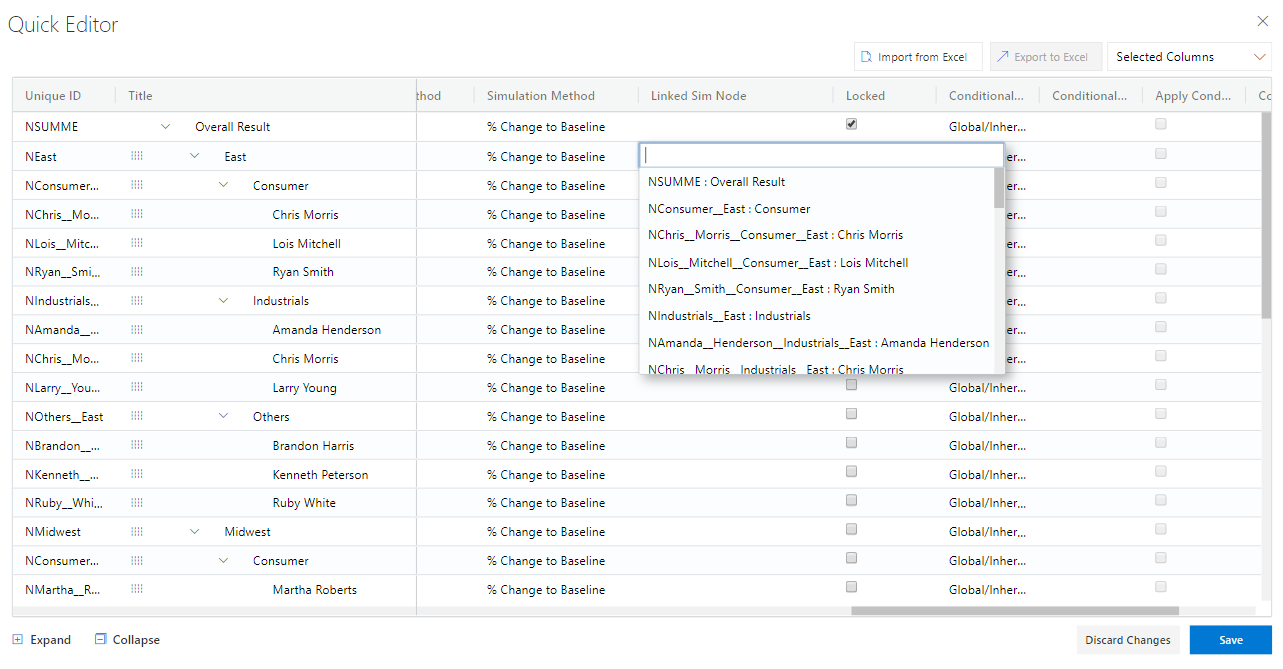 Quick Editor
Import from Excel Export to Excel Selected Columns
Unique ID Title thod Simulation Method Linked Sim Node Locked Conditional... Conditional... Apply Cond... Co
NSUMME Overall Result % Change to Baseline Global/Inher...
NEast East % Change to Baseline er...
NConsumer... Consumer % Change to Baseline NSUMME : Overall Result er...
NChris__Mo... Chris Morris % Change to Baseline NConsumer__East : Consumer er...
NLois__Mitc... Lois Mitchell % Change to Baseline NChris__Morris__Consumer__East : Chris Morris er...
NRyan__Smi... Ryan Smith % Change to Baseline NLois__Mitchell__Consumer__East : Lois Mitchell er...
NIndustrials... Industrials % Change to Baseline NRyan__Smith__Consumer__East : Ryan Smith er...
NAmanda__... Amanda Henderson % Change to Baseline NIndustrials__East : Industrials er...
NChris__Mo... Chris Morris % Change to Baseline NAmanda__Henderson__Industrials__East : Amanda Henderson er...
NChris__Morris__Industrials__East : Chris Morris
NLarry__You... Larry Young % Change to Baseline Global/Inher...
NOthers__East Others % Change to Baseline Global/Inher...
NBrandon__... Brandon Harris % Change to Baseline Global/Inher...
NKenneth__... Kenneth Peterson % Change to Baseline Global/Inher...
NRuby__Whi... Ruby White % Change to Baseline Global/Inher...
NMidwest Midwest % Change to Baseline Global/Inher...
NConsumer... Consumer % Change to Baseline Global/Inher...
NMartha__R... Martha Roberts % Change to Baseline Global/Inher...
Expand Collapse Discard Changes Save